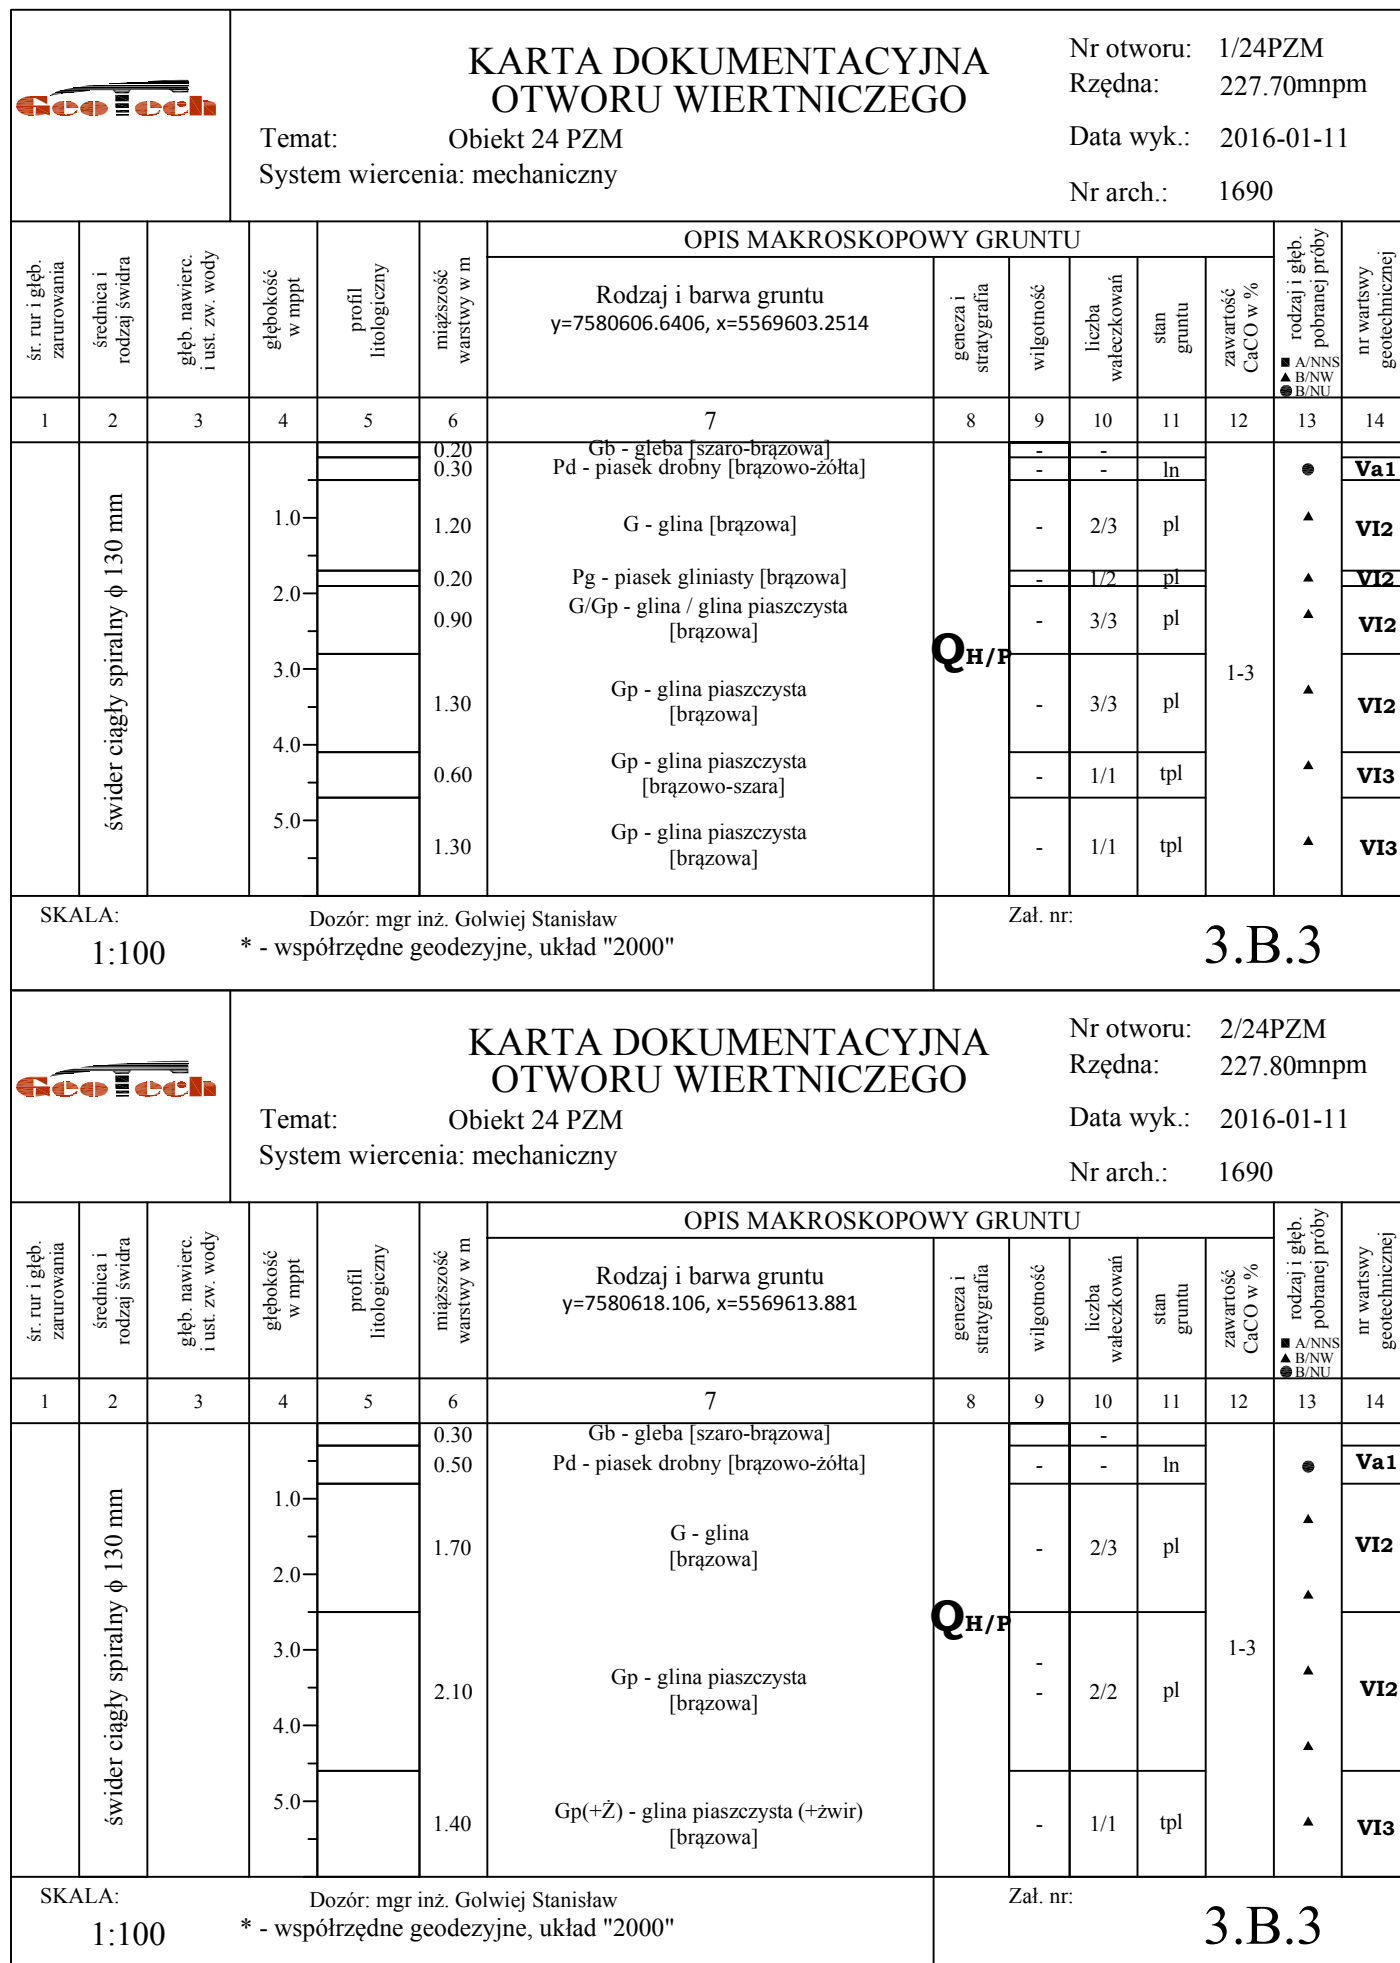 GeoTech
KARTA DOKUMENTACYJNA
OTWORU WIERTNICZEGO
Temat: Obiekt 24 PZM
System wiercenia: mechaniczny
Nr otworu: 1/24PZM
Rzędna: 227.70mnpm
Data wyk.: 2016-01-11
Nr arch.: 1690
śr. rur i głęb.
zarurowania
średnica i
rodzaj świdra
głęb. nawierc.
i ust. zw. wody
głębokość
w mppt
profil
litologiczny
miąższość
warstwy w m
OPIS MAKROSKOPOWY GRUNTU
Rodzaj i barwa gruntu
y=7580606.6406, x=5569603.2514
geneza i
stratygrafia
wilgotność
liczba
wałeczkowań
stan
gruntu
zawartość
CaCO w %
rodzaj i głęb.
pobranej próby
■ A/NNS
▲ B/NW
● B/NU
nr wartswy
geotechnicznej
1 2 3 4 5 6 7 8 9 10 11 12 13 14
świder ciągły spiralny ϕ 130 mm
1.0
2.0
3.0
4.0
5.0
0.20 Gb - gleba [szaro-brązowa] - -
0.30 Pd - piasek drobny [brązowo-żółta] - - ln ● Va1
1.20 G - glina [brązowa] - 2/3 pl ▲ VI2
0.20 Pg - piasek gliniasty [brązowa] - 1/2 pl ▲ VI2
0.90 G/Gp - glina / glina piaszczysta
[brązowa] - 3/3 pl ▲ VI2
QH/P
1-3
1.30 Gp - glina piaszczysta
[brązowa] - 3/3 pl ▲ VI2
0.60 Gp - glina piaszczysta
[brązowo-szara] - 1/1 tpl ▲ VI3
1.30 Gp - glina piaszczysta
[brązowa] - 1/1 tpl ▲ VI3
SKALA:
1:100
Dozór: mgr inż. Golwiej Stanisław
* - współrzędne geodezyjne, układ "2000"
Zał. nr:
3.B.3
GeoTech
KARTA DOKUMENTACYJNA
OTWORU WIERTNICZEGO
Temat: Obiekt 24 PZM
System wiercenia: mechaniczny
Nr otworu: 2/24PZM
Rzędna: 227.80mnpm
Data wyk.: 2016-01-11
Nr arch.: 1690
śr. rur i głęb.
zarurowania
średnica i
rodzaj świdra
głęb. nawierc.
i ust. zw. wody
głębokość
w mppt
profil
litologiczny
miąższość
warstwy w m
OPIS MAKROSKOPOWY GRUNTU
Rodzaj i barwa gruntu
y=7580618.106, x=5569613.881
geneza i
stratygrafia
wilgotność
liczba
wałeczkowań
stan
gruntu
zawartość
CaCO w %
rodzaj i głęb.
pobranej próby
■ A/NNS
▲ B/NW
● B/NU
nr wartswy
geotechnicznej
1 2 3 4 5 6 7 8 9 10 11 12 13 14
świder ciągły spiralny ϕ 130 mm
1.0
2.0
3.0
4.0
5.0
0.30 Gb - gleba [szaro-brązowa] -
0.50 Pd - piasek drobny [brązowo-żółta] - - ln ● Va1
1.70 G - glina
[brązowa] - 2/3 pl ▲ ▲ VI2
QH/P
1-3
2.10 Gp - glina piaszczysta
[brązowa] - - 2/2 pl ▲ ▲ VI2
1.40 Gp(+Ż) - glina piaszczysta (+żwir)
[brązowa] - 1/1 tpl ▲ VI3
SKALA:
1:100
Dozór: mgr inż. Golwiej Stanisław
* - współrzędne geodezyjne, układ "2000"
Zał. nr:
3.B.3